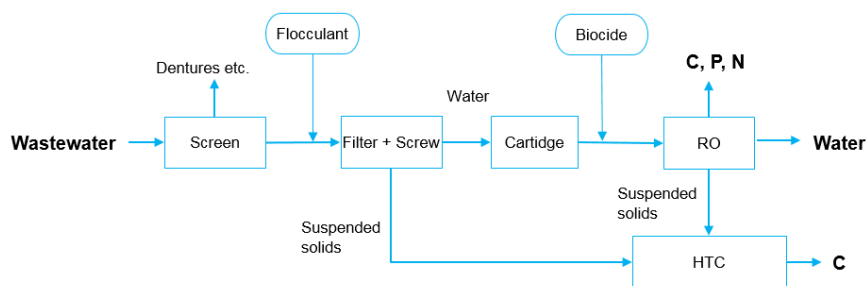 Flocculant
Biocide
Dentures etc.
C, P, N
Water
Wastewater
Screen
Filter + Screw
Cartidge
RO
Water
Suspended
solids
Suspended
solids
HTC
C